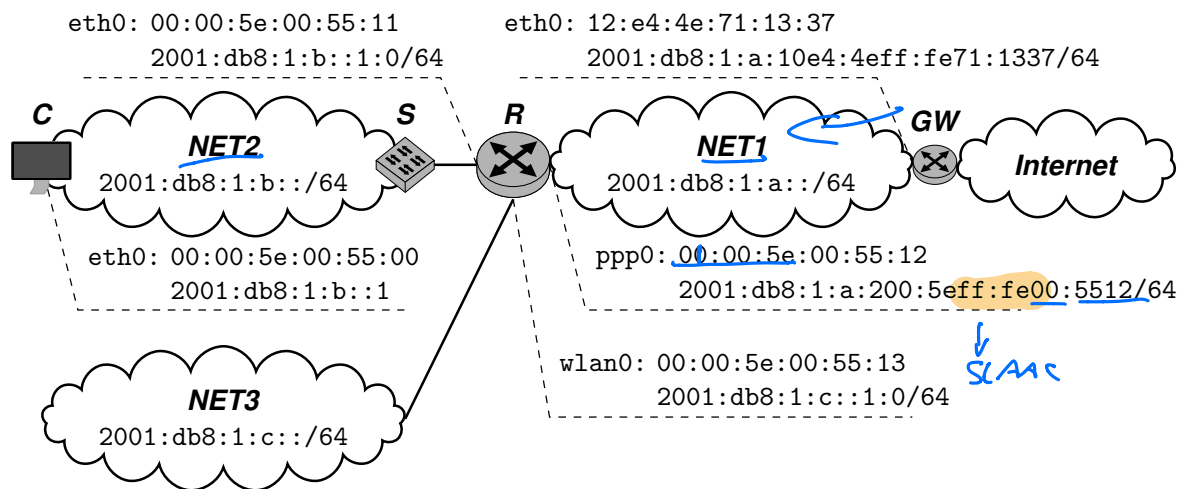 eth0: 00:00:5e:00:55:11
2001:db8:1:b::1:0/64
eth0: 12:e4:4e:71:13:37
2001:db8:1:a:10e4:4eff:fe71:1337/64
C
S
R
GW
NET2
2001:db8:1:b::/64
NET1
2001:db8:1:a::/64
Internet
eth0: 00:00:5e:00:55:00
2001:db8:1:b::1
ppp0: 00:00:5e:00:55:12
2001:db8:1:a:200:5eff:fe00:5512/64
SLAAC
wlan0: 00:00:5e:00:55:13
2001:db8:1:c::1:0/64
NET3
2001:db8:1:c::/64